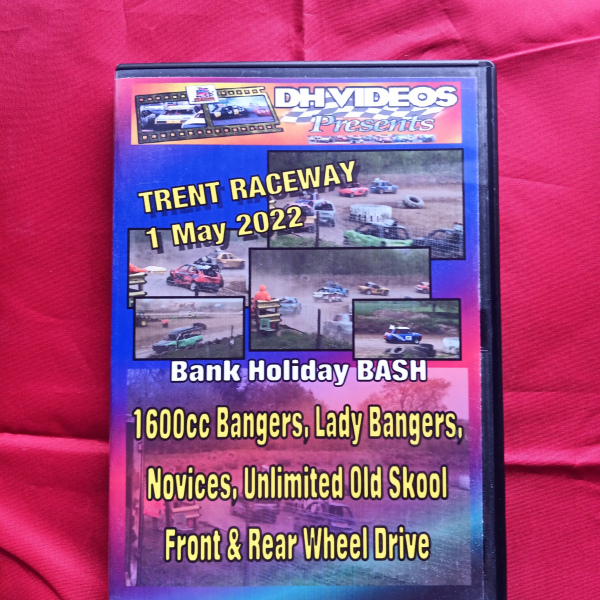 DH-VIDEOS
Presents
TRENT RACEWAY
1 May 2022
Bank Holiday BASH
1600cc Bangers, Lady Bangers,
Novices, Unlimited Old Skool
Front & Rear Wheel Drive